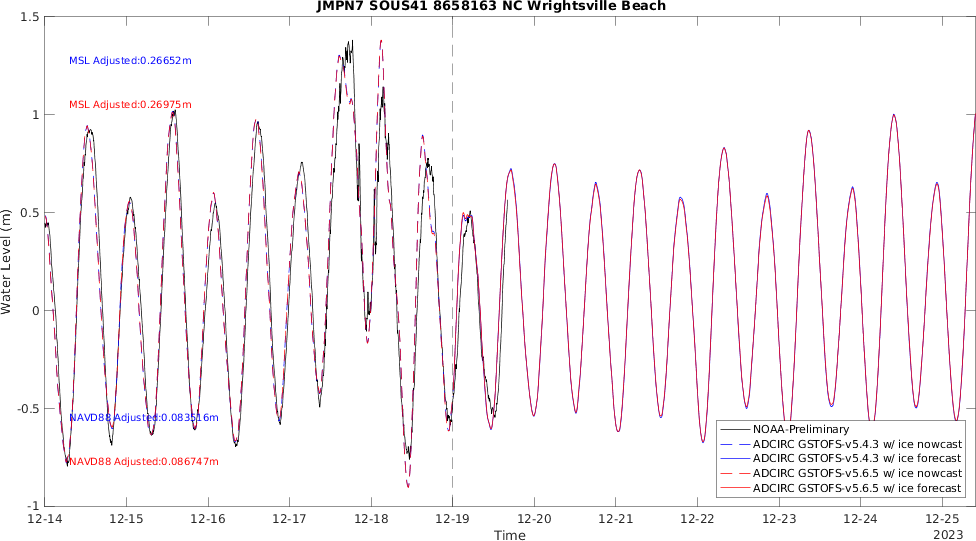 JMPN7 SOUS41 8658163 NC Wrightsville Beach
1.5
1
0.5
0
-0.5
-1
Water Level (m)
MSL Adjusted:0.26652m
MSL Adjusted:0.26975m
NAVD88 Adjusted:0.083516m
NAVD88 Adjusted:0.086747m
NOAA-Preliminary
ADCIRC GSTOFS-v5.4.3 w/ ice nowcast
ADCIRC GSTOFS-v5.4.3 w/ ice forecast
ADCIRC GSTOFS-v5.6.5 w/ ice nowcast
ADCIRC GSTOFS-v5.6.5 w/ ice forecast
12-14 12-15 12-16 12-17 12-18 12-19 12-20 12-21 12-22 12-23 12-24 12-25
Time
2023